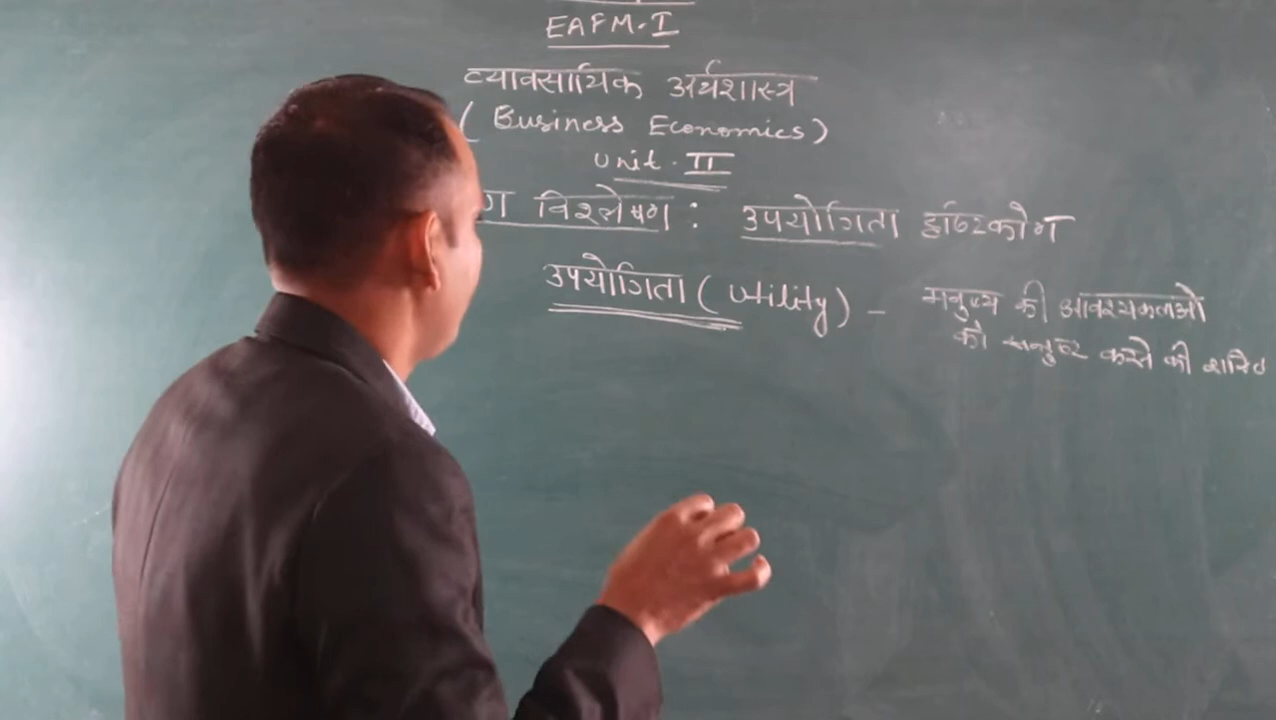 EAFM-I
व्यावसायिक अर्थशास्त्र
( Business Economics )
Unit-II
ग विश्लेषण : उपयोगिता दृष्टिकोण
उपयोगिता ( Utility ) - मनुष्य की आवश्यकताओं
को सन्तुष्ट करने की शक्ति